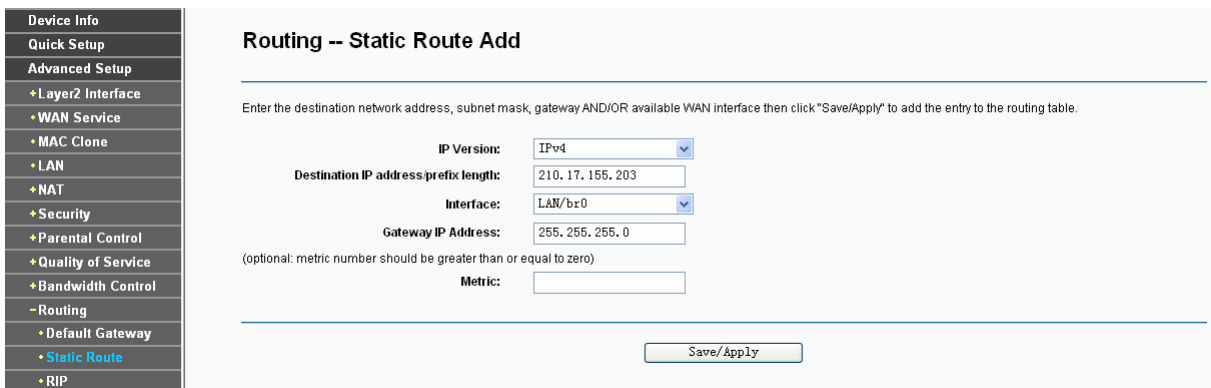 Device Info
Quick Setup
Advanced Setup
+Layer2 Interface
•WAN Service
•MAC Clone
•LAN
+NAT
+Security
+Parental Control
+Quality of Service
+Bandwidth Control
−Routing
•Default Gateway
•Static Route
•RIP
Routing -- Static Route Add
Enter the destination network address, subnet mask, gateway AND/OR available WAN interface then click "Save/Apply" to add the entry to the routing table.
IP Version: IPv4
Destination IP address/prefix length: 210.17.155.203
Interface: LAN/br0
Gateway IP Address: 255.255.255.0
(optional: metric number should be greater than or equal to zero)
Metric:
Save/Apply